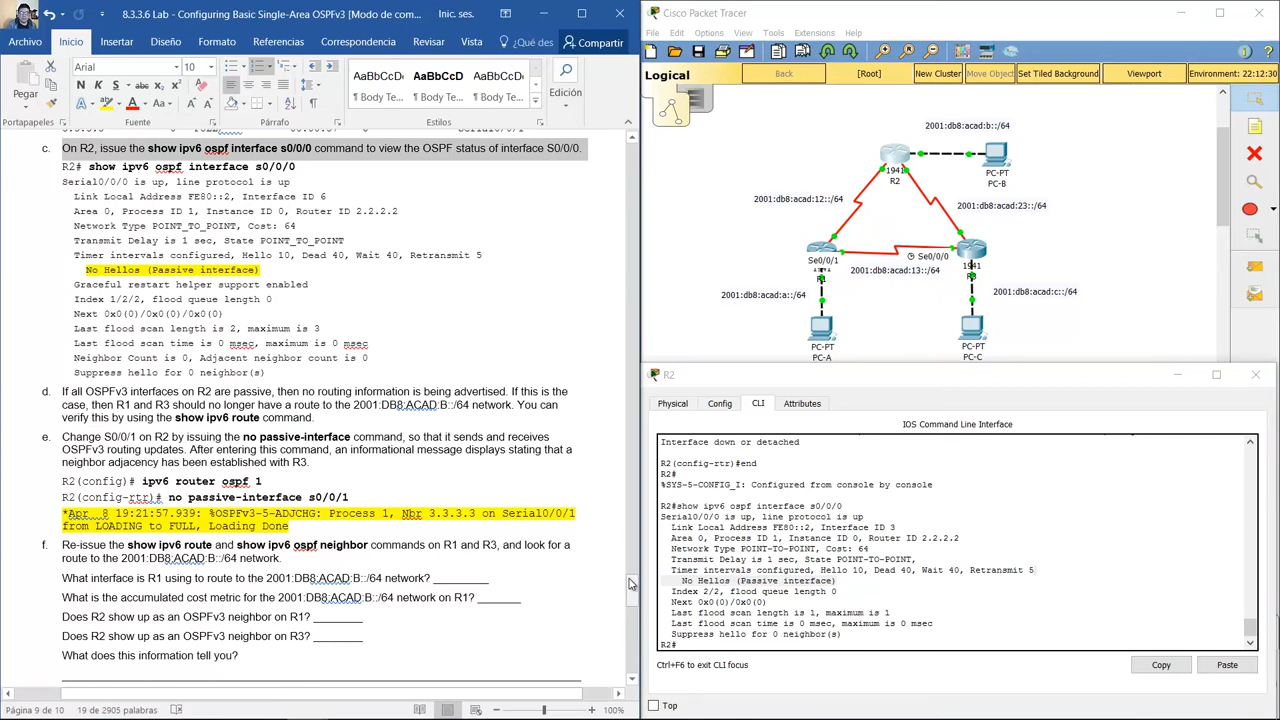 8.3.3.6 Lab - Configuring Basic Single-Area OSPFv3 [Modo de com... Inic. ses.
Archivo Inicio Insertar Diseño Formato Referencias Correspondencia Revisar Vista ¿Qué des Compartir
Pegar
Arial 10
N K S abc x₂ x²
AaBbCcD AaBbCcD AaBbCcD
¶ Body Te... ¶ Body Te... ¶ Body Te...
Edición
Portapapeles Fuente Párrafo Estilos
c. On R2, issue the show ipv6 ospf interface s0/0/0 command to view the OSPF status of interface S0/0/0.
R2# show ipv6 ospf interface s0/0/0
Serial0/0/0 is up, line protocol is up
Link Local Address FE80::2, Interface ID 6
Area 0, Process ID 1, Instance ID 0, Router ID 2.2.2.2
Network Type POINT_TO_POINT, Cost: 64
Transmit Delay is 1 sec, State POINT_TO_POINT
Timer intervals configured, Hello 10, Dead 40, Wait 40, Retransmit 5
No Hellos (Passive interface)
Graceful restart helper support enabled
Index 1/2/2, flood queue length 0
Next 0x0(0)/0x0(0)/0x0(0)
Last flood scan length is 2, maximum is 3
Last flood scan time is 0 msec, maximum is 0 msec
Neighbor Count is 0, Adjacent neighbor count is 0
Suppress hello for 0 neighbor(s)
d. If all OSPFv3 interfaces on R2 are passive, then no routing information is being advertised. If this is the
case, then R1 and R3 should no longer have a route to the 2001:DB8:ACAD:B::/64 network. You can
verify this by using the show ipv6 route command.
e. Change S0/0/1 on R2 by issuing the no passive-interface command, so that it sends and receives
OSPFv3 routing updates. After entering this command, an informational message displays stating that a
neighbor adjacency has been established with R3.
R2(config)# ipv6 router ospf 1
R2(config-rtr)# no passive-interface s0/0/1
*Apr  8 19:21:57.939: %OSPFv3-5-ADJCHG: Process 1, Nbr 3.3.3.3 on Serial0/0/1
from LOADING to FULL, Loading Done
f. Re-issue the show ipv6 route and show ipv6 ospf neighbor commands on R1 and R3, and look for a
route to the 2001:DB8:ACAD:B::/64 network.
What interface is R1 using to route to the 2001:DB8:ACAD:B::/64 network? ________
What is the accumulated cost metric for the 2001:DB8:ACAD:B::/64 network on R1? ______
Does R2 show up as an OSPFv3 neighbor on R1? _______
Does R2 show up as an OSPFv3 neighbor on R3? _______
What does this information tell you?
Página 9 de 10 19 de 2905 palabras 100%
Cisco Packet Tracer
File Edit Options View Tools Extensions Help
Logical Back [Root] New Cluster Move Object Set Tiled Background Viewport Environment: 22:12:30
2001:db8:acad:b::/64
1941
R2
PC-PT
PC-B
2001:db8:acad:12::/64
2001:db8:acad:23::/64
Se0/0/1
Se0/0/0
1941
2001:db8:acad:13::/64
2001:db8:acad:a::/64
2001:db8:acad:c::/64
PC-PT
PC-A
PC-PT
PC-C
R2
Physical Config CLI Attributes
IOS Command Line Interface
Interface down or detached
R2(config-rtr)#end
R2#
%SYS-5-CONFIG_I: Configured from console by console
R2#show ipv6 ospf interface s0/0/0
Serial0/0/0 is up, line protocol is up
Link Local Address FE80::2, Interface ID 3
Area 0, Process ID 1, Instance ID 0, Router ID 2.2.2.2
Network Type POINT-TO-POINT, Cost: 64
Transmit Delay is 1 sec, State POINT-TO-POINT,
Timer intervals configured, Hello 10, Dead 40, Wait 40, Retransmit 5
No Hellos (Passive interface)
Index 2/2, flood queue length 0
Next 0x0(0)/0x0(0)
Last flood scan length is 1, maximum is 1
Last flood scan time is 0 msec, maximum is 0 msec
Suppress hello for 0 neighbor(s)
R2#
Ctrl+F6 to exit CLI focus Copy Paste
Top